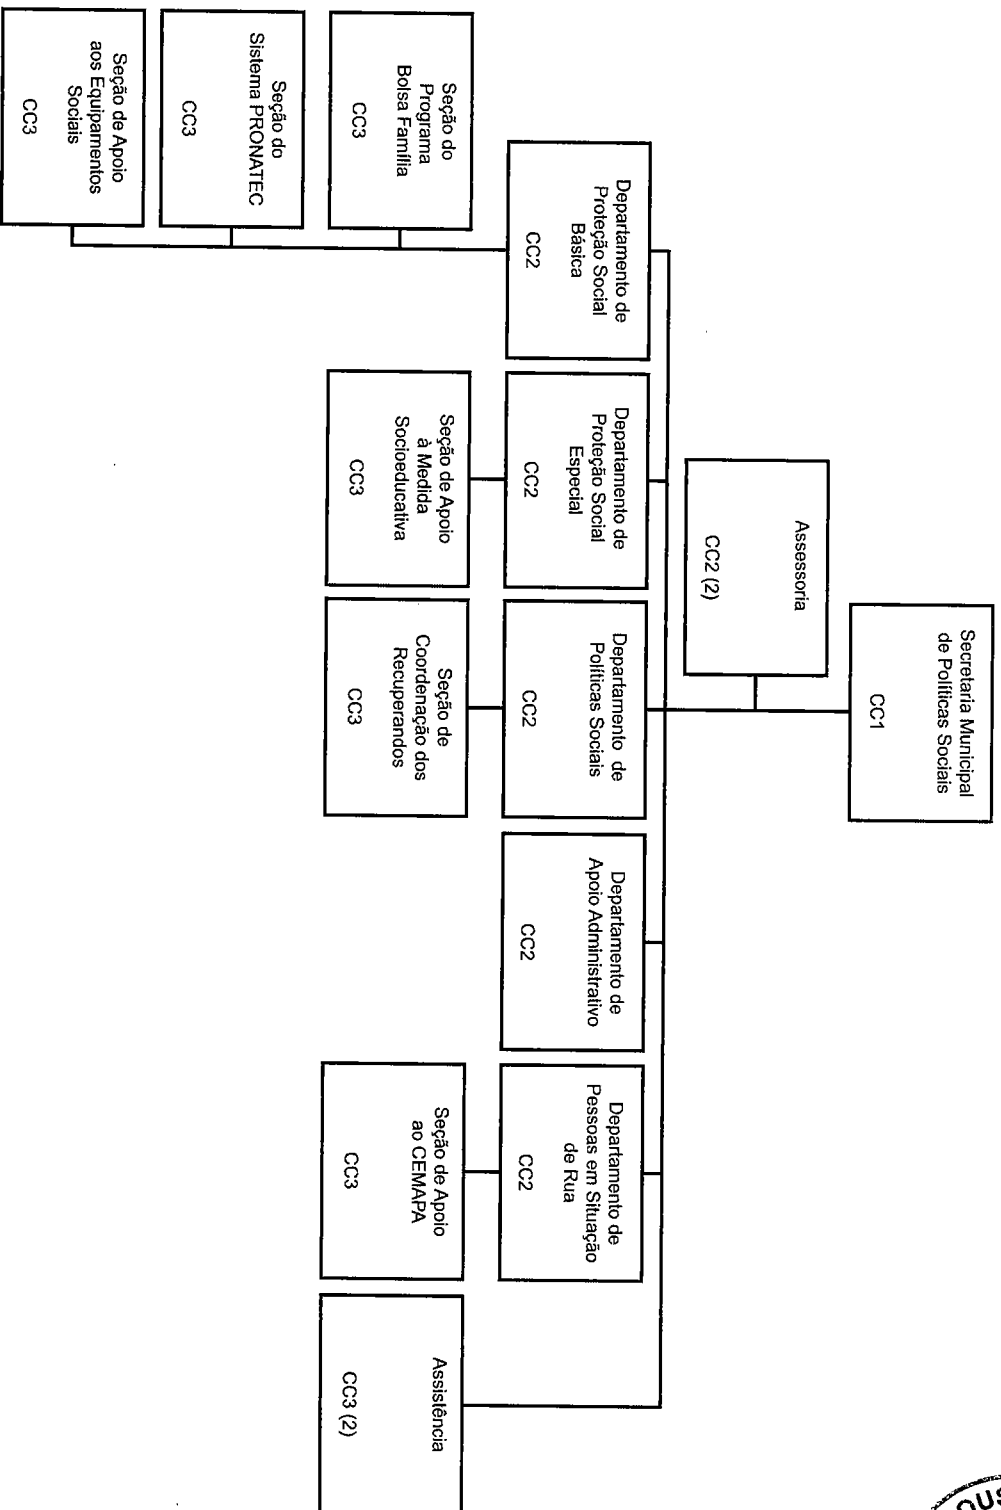 Secretaria Municipal
de Políticas Sociais
CC1
Assessoria
CC2 (2)
Departamento de
Proteção Social
Básica
CC2
Departamento de
Proteção Social
Especial
CC2
Departamento de
Políticas Sociais
CC2
Departamento de
Apoio Administrativo
CC2
Departamento de
Pessoas em Situação
de Rua
CC2
Seção do
Programa
Bolsa Família
CC3
Seção do
Sistema PRONATEC
CC3
Seção de Apoio
aos Equipamentos
Sociais
CC3
Seção de Apoio
à Medida
Socioeducativa
CC3
Seção de
Coordenação dos
Recuperandos
CC3
Seção de Apoio
ao CEMAPA
CC3
Assistência
CC3 (2)